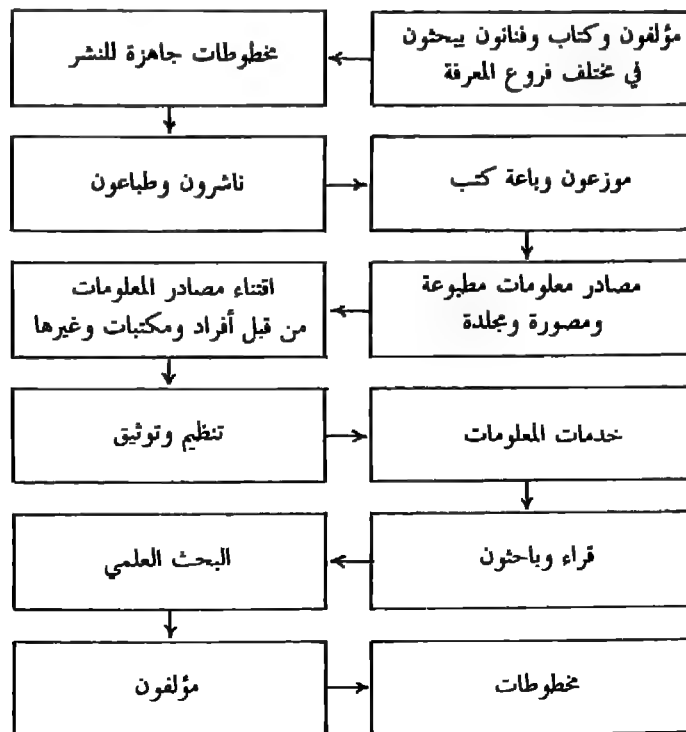 مؤلفون وكتاب وفنانون يبحثون
في مختلف فروع المعرفة
مخطوطات جاهزة للنشر
ناشرون وطباعون
موزعون وباعة كتب
مصادر معلومات مطبوعة
ومصورة ومجلدة
اقتناء مصادر المعلومات
من قبل أفراد ومكتبات وغيرها
تنظيم وتوثيق
خدمات المعلومات
قراء وباحثون
البحث العلمي
مؤلفون
مخطوطات